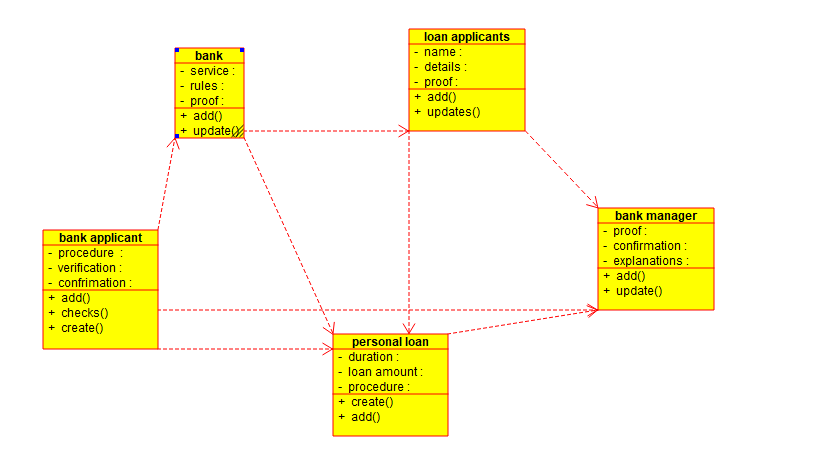 bank
- service :
- rules :
- proof :
+ add()
+ update()
loan applicants
- name :
- details :
- proof :
+ add()
+ updates()
bank applicant
- procedure :
- verification :
- confrimation :
+ add()
+ checks()
+ create()
bank manager
- proof :
- confirmation :
- explanations :
+ add()
+ update()
personal loan
- duration :
- loan amount :
- procedure :
+ create()
+ add()